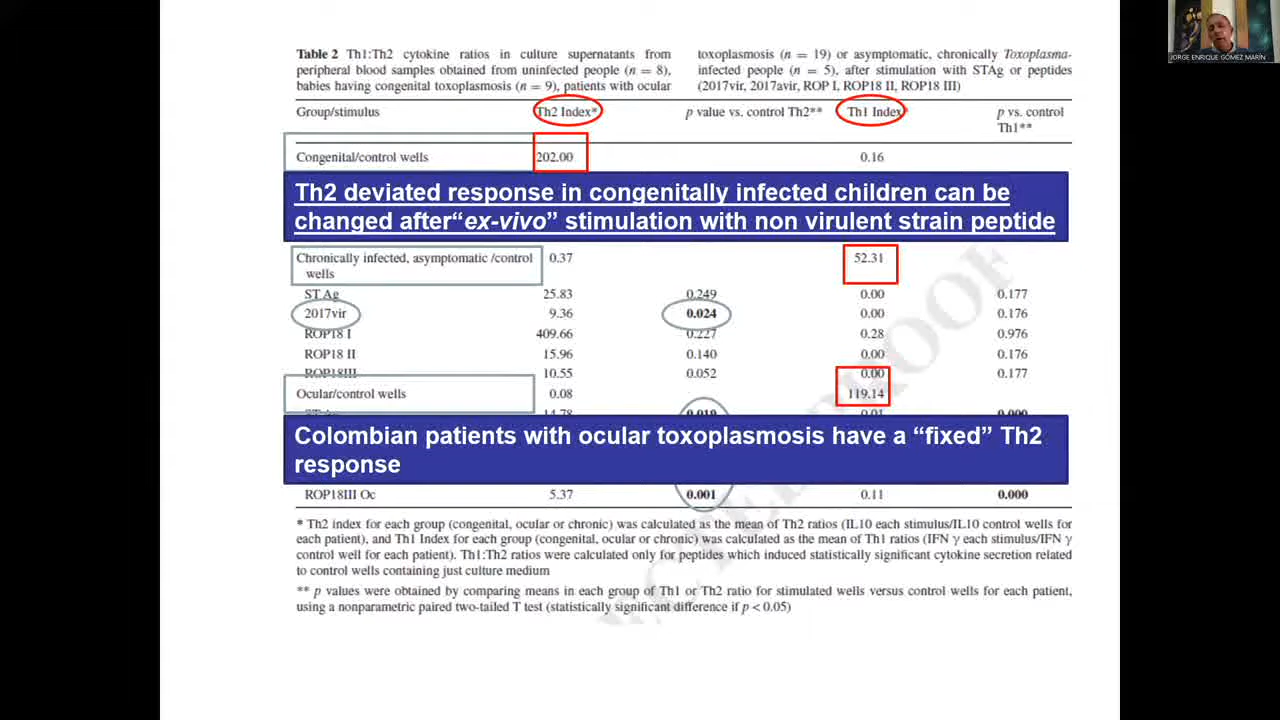 JORGE ENRIQUE GÓMEZ MARÍN
Table 2 Th1:Th2 cytokine ratios in culture supernatants from
peripheral blood samples obtained from uninfected people (n = 8),
babies having congenital toxoplasmosis (n = 9), patients with ocular
toxoplasmosis (n = 19) or asymptomatic, chronically Toxoplasma-
infected people (n = 5), after stimulation with STAg or peptides
(2017vir, 2017avir, ROP I, ROP18 II, ROP18 III)
Group/stimulus Th2 Index* p value vs. control Th2** Th1 Index p vs. control
Th1**
Congenital/control wells 202.00 0.16
Th2 deviated response in congenitally infected children can be
changed after“ex-vivo” stimulation with non virulent strain peptide
Chronically infected, asymptomatic /control 0.37 52.31
wells
ST.Ag 25.83 0.249 0.00 0.177
2017vir 9.36 0.024 0.00 0.176
ROP18 I 409.66 0.227 0.28 0.976
ROP18 II 15.96 0.140 0.00 0.176
ROP18III 10.55 0.052 0.00 0.177
Ocular/control wells 0.08 119.14
14.78 0.019 0.01 0.000
Colombian patients with ocular toxoplasmosis have a “fixed” Th2
response
ROP18III Oc 5.37 0.001 0.11 0.000
* Th2 index for each group (congenital, ocular or chronic) was calculated as the mean of Th2 ratios (IL10 each stimulus/IL10 control wells for
each patient), and Th1 Index for each group (congenital, ocular or chronic) was calculated as the mean of Th1 ratios (IFN γ each stimulus/IFN γ
control well for each patient). Th1:Th2 ratios were calculated only for peptides which induced statistically significant cytokine secretion related
to control wells containing just culture medium
** p values were obtained by comparing means in each group of Th1 or Th2 ratio for stimulated wells versus control wells for each patient,
using a nonparametric paired two-tailed T test (statistically significant difference if p < 0.05)